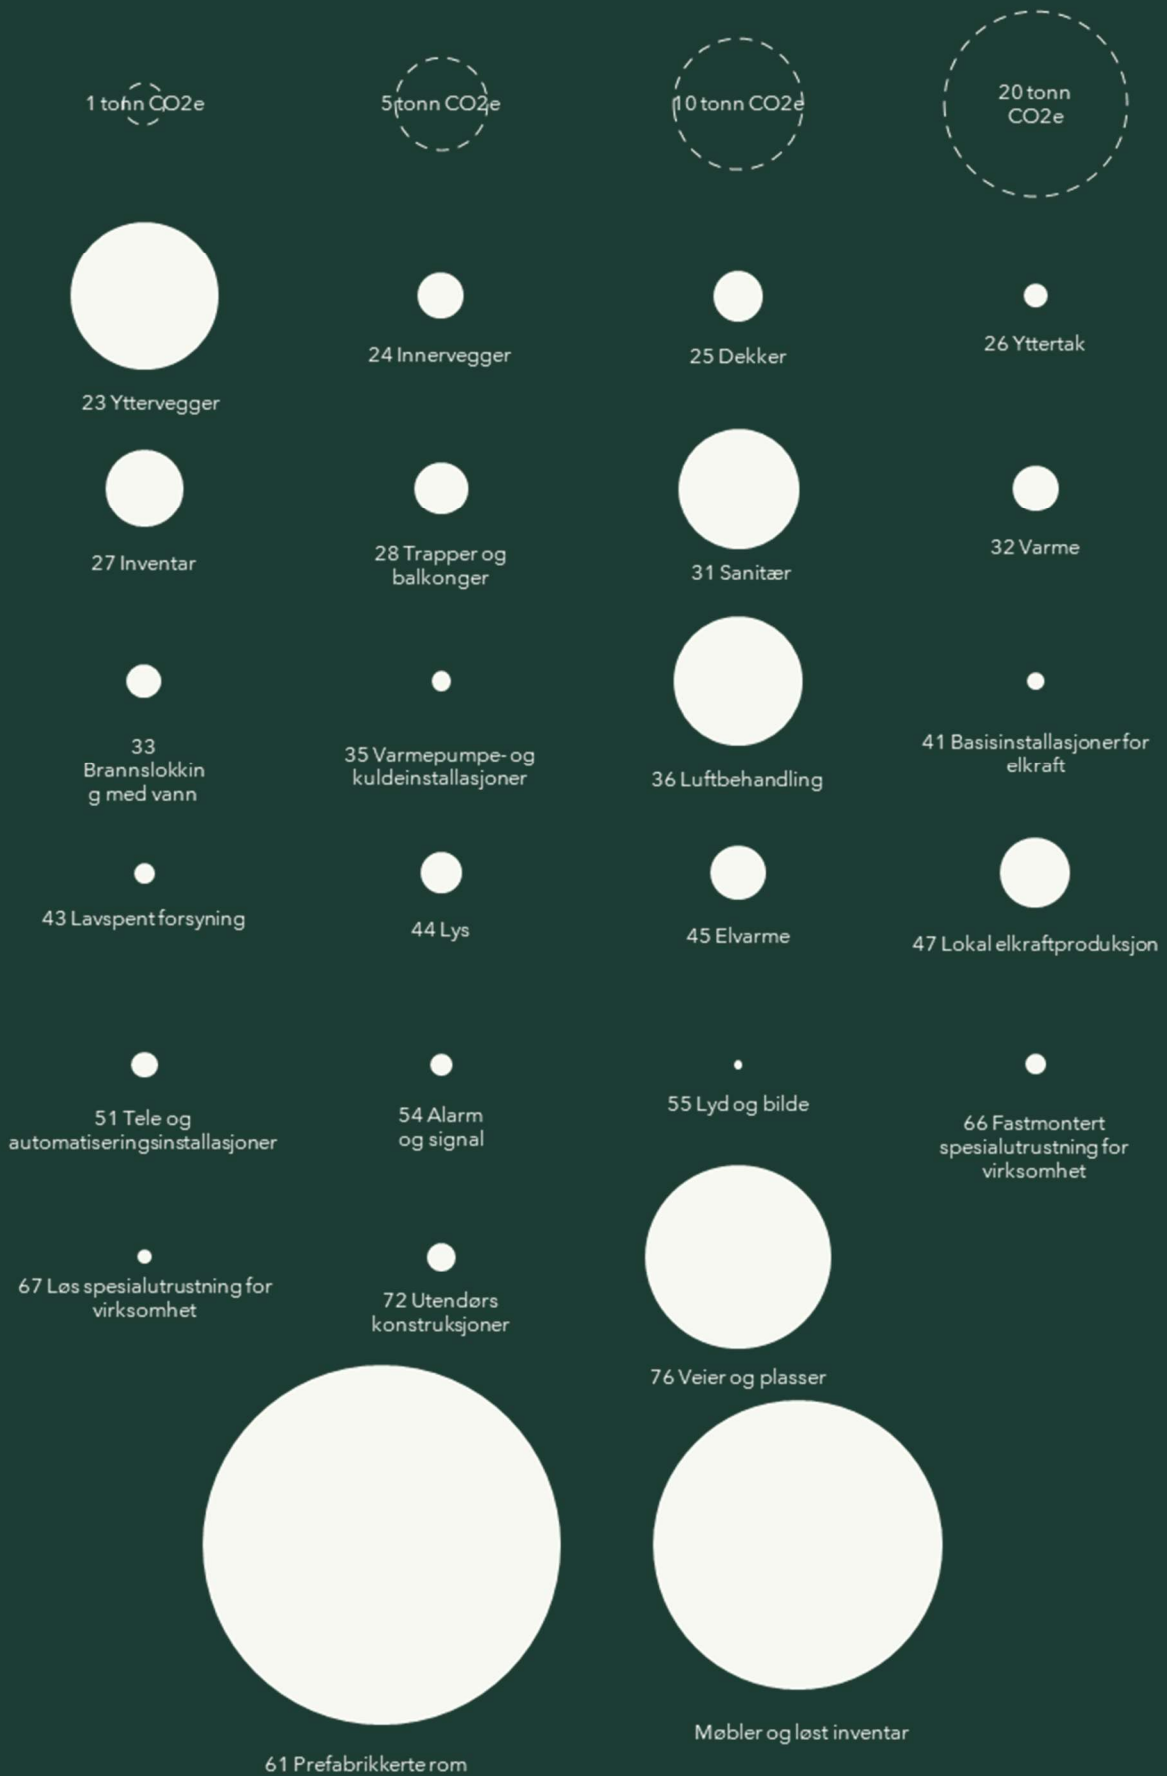 1 tonn CO2e
5 tonn CO2e
10 tonn CO2e
20 tonn
CO2e
23 Yttervegger
24 Innervegger
25 Dekker
26 Yttertak
27 Inventar
28 Trapper og
balkonger
31 Sanitær
32 Varme
33
Brannslokkin
g med vann
35 Varmepumpe- og
kuldeinstallasjoner
36 Luftbehandling
41 Basisinstallasjoner for
elkraft
43 Lavspent forsyning
44 Lys
45 Elvarme
47 Lokal elkraftproduksjon
51 Tele og
automatiseringsinstallasjoner
54 Alarm
og signal
55 Lyd og bilde
66 Fastmontert
spesialutrustning for
virksomhet
67 Løs spesialutrustning for
virksomhet
72 Utendørs
konstruksjoner
76 Veier og plasser
61 Prefabrikkerte rom
Møbler og løst inventar